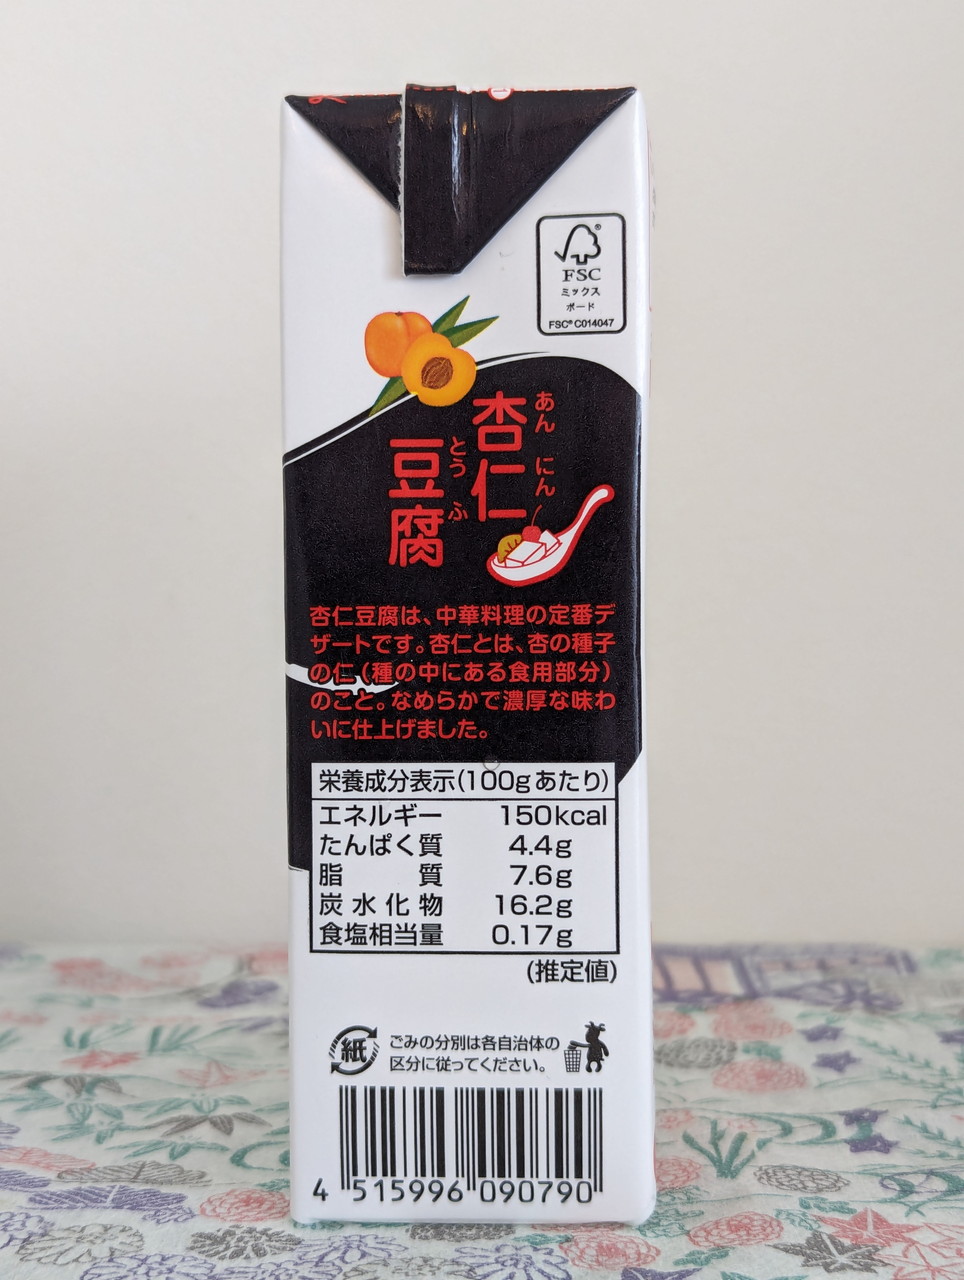 FSC
ミックス
ボード
FSC® C014047
杏仁
あんにん
豆腐
とうふ
杏仁豆腐は、中華料理の定番デ
ザートです。杏仁とは、杏の種子
の仁（種の中にある食用部分）
のこと。なめらかで濃厚な味わ
いに仕上げました。
栄養成分表示(100gあたり)
エネルギー 150kcal
たんぱく質 4.4g
脂質 7.6g
炭水化物 16.2g
食塩相当量 0.17g
(推定値)
紙
ごみの分別は各自治体の
区分に従ってください。
4 515996 090790